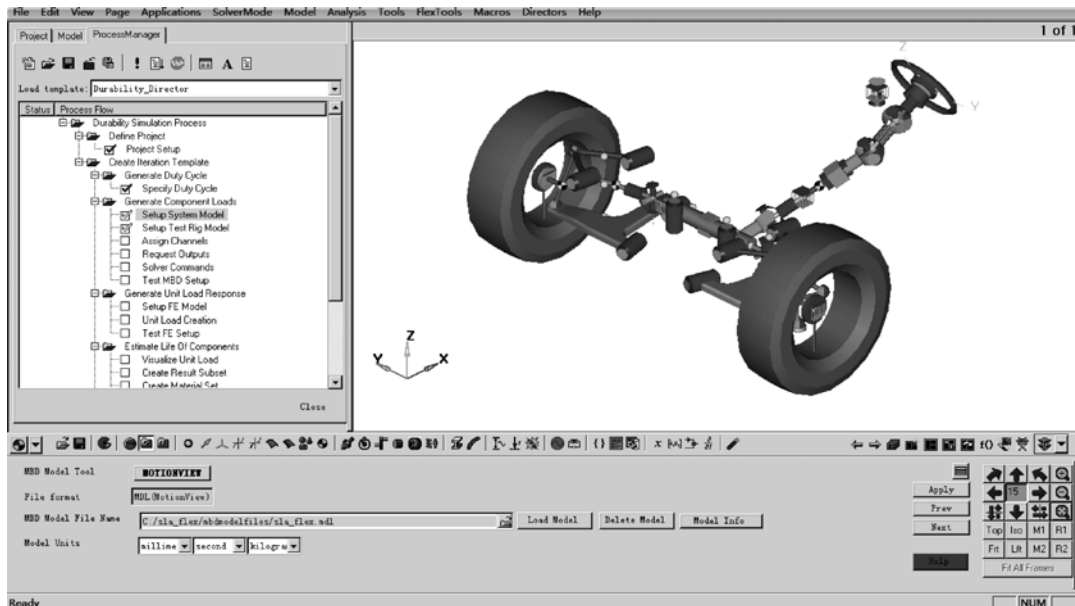 File Edit View Page Applications SolverMode Model Analysis Tools FlexTools Macros Directors Help
Project Model ProcessManager
1 of 1
Load template: Durability_Director
Status Process Flow
Durability Simulation Process
Define Project
Project Setup
Create Iteration Template
Generate Duty Cycle
Specify Duty Cycle
Generate Component Loads
Setup System Model
Setup Test Rig Model
Assign Channels
Request Outputs
Solver Commands
Test MBD Setup
Generate Unit Load Response
Setup FE Model
Unit Load Creation
Test FE Setup
Estimate Life Of Components
Visualize Unit Load
Create Result Subset
Create Material Set
Close
Z
Y
Z
Y
X
MBD Model Tool MOTIONVIEW
File format MDL(MotionView)
MBD Model File Name C:/sla_flex/mbdmodelfiles/sla_flex.mdl Load Model Delete Model Model Info
Model Units millime second kilogra
Apply
Prev
Next
Help
15
Top Iso M1 R1
Frt Lft M2 R2
Fit All Frames
Ready
NUM